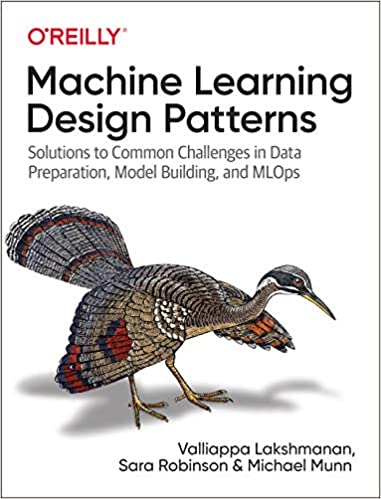 O'REILLY®
Machine Learning
Design Patterns
Solutions to Common Challenges in Data
Preparation, Model Building, and MLOps
Valliappa Lakshmanan,
Sara Robinson & Michael Munn